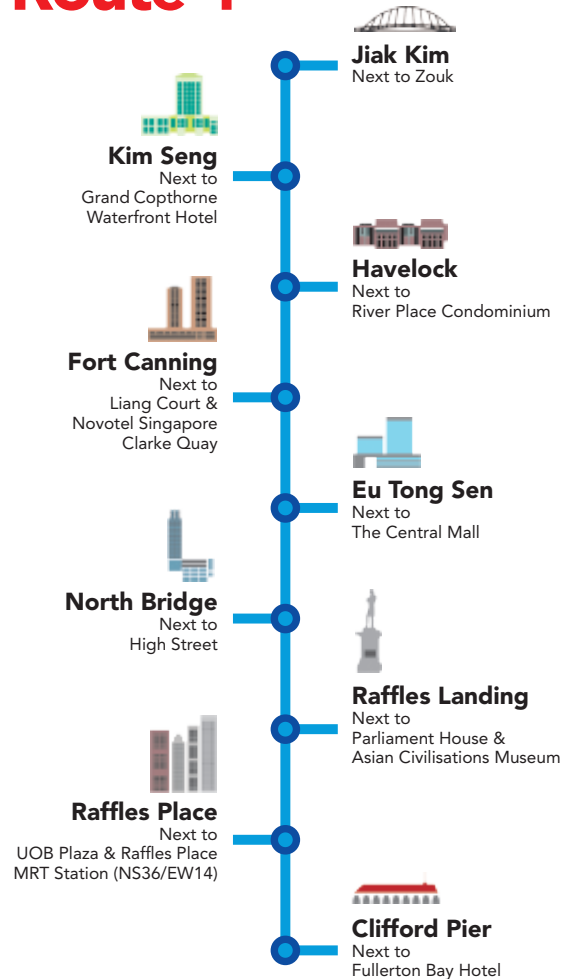 Jiak Kim
Next to Zouk
Kim Seng
Next to
Grand Copthorne
Waterfront Hotel
Havelock
Next to
River Place Condominium
Fort Canning
Next to
Liang Court &
Novotel Singapore
Clarke Quay
Eu Tong Sen
Next to
The Central Mall
North Bridge
Next to
High Street
Raffles Landing
Next to
Parliament House &
Asian Civilisations Museum
Raffles Place
Next to
UOB Plaza & Raffles Place
MRT Station (NS36/EW14)
Clifford Pier
Next to
Fullerton Bay Hotel